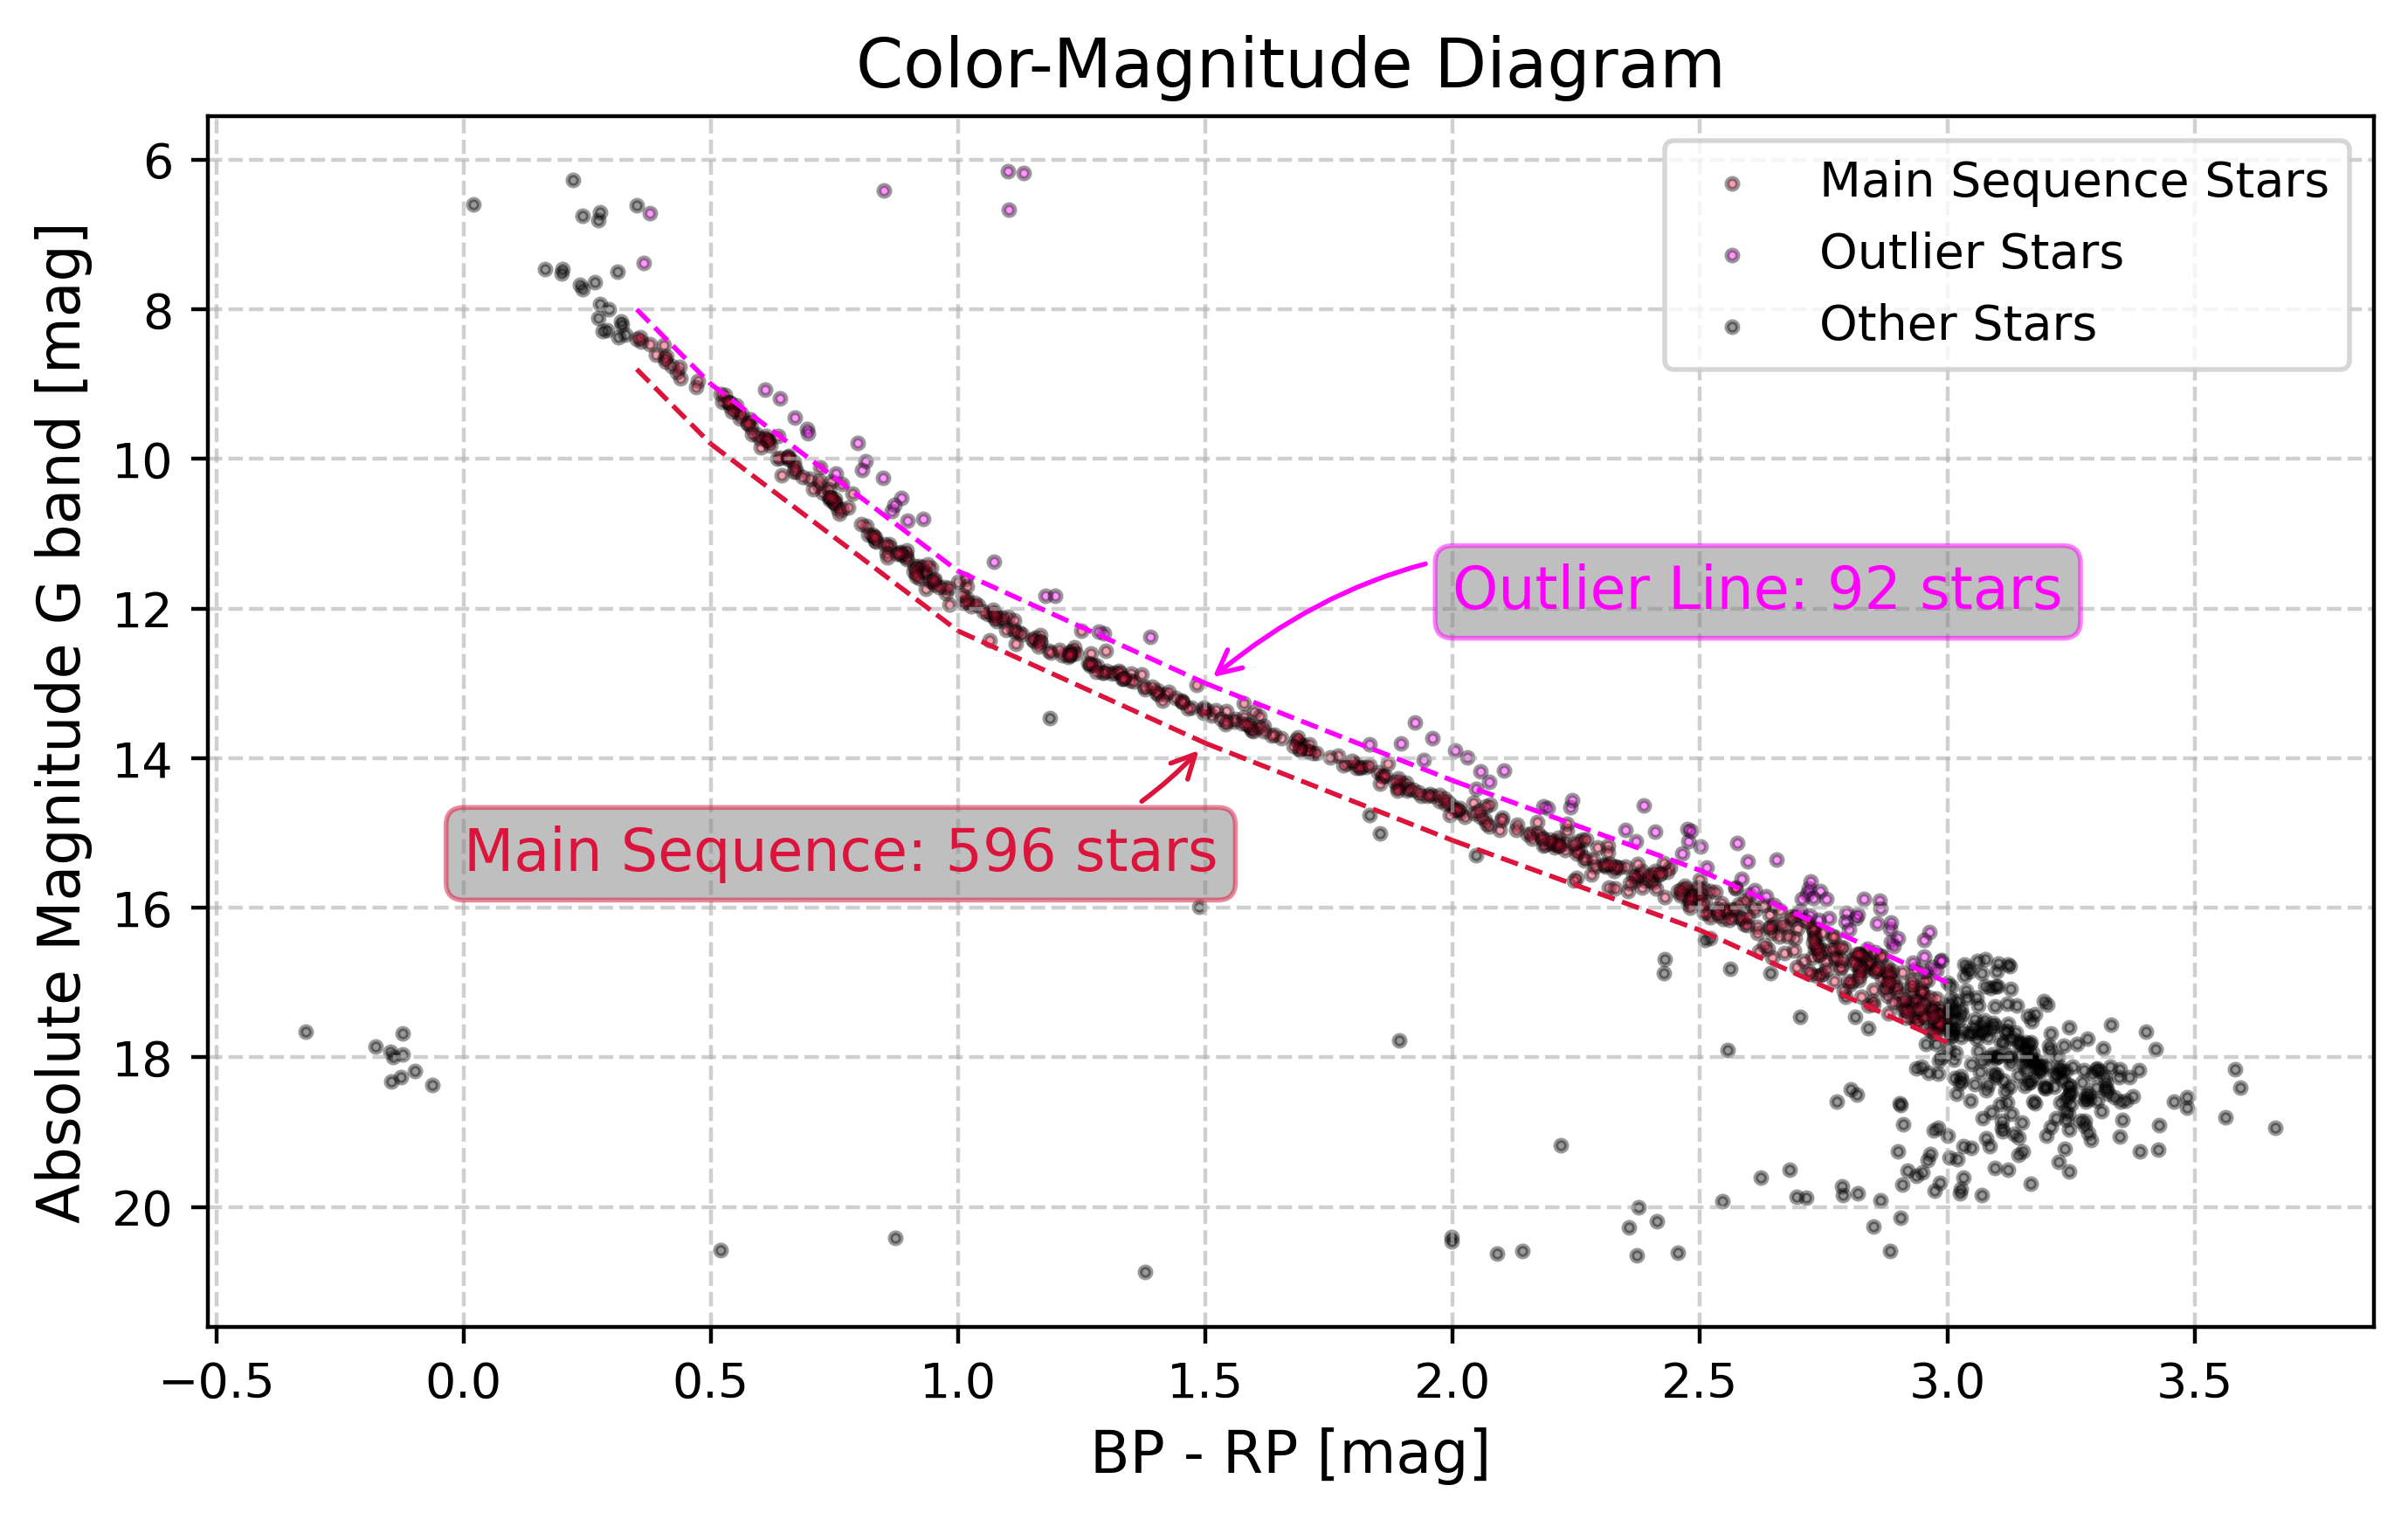 Color-Magnitude Diagram
Absolute Magnitude G band [mag]
6
8
10
12
14
16
18
20
Main Sequence Stars
Outlier Stars
Other Stars
Outlier Line: 92 stars
Main Sequence: 596 stars
−0.5 0.0 0.5 1.0 1.5 2.0 2.5 3.0 3.5
BP - RP [mag]